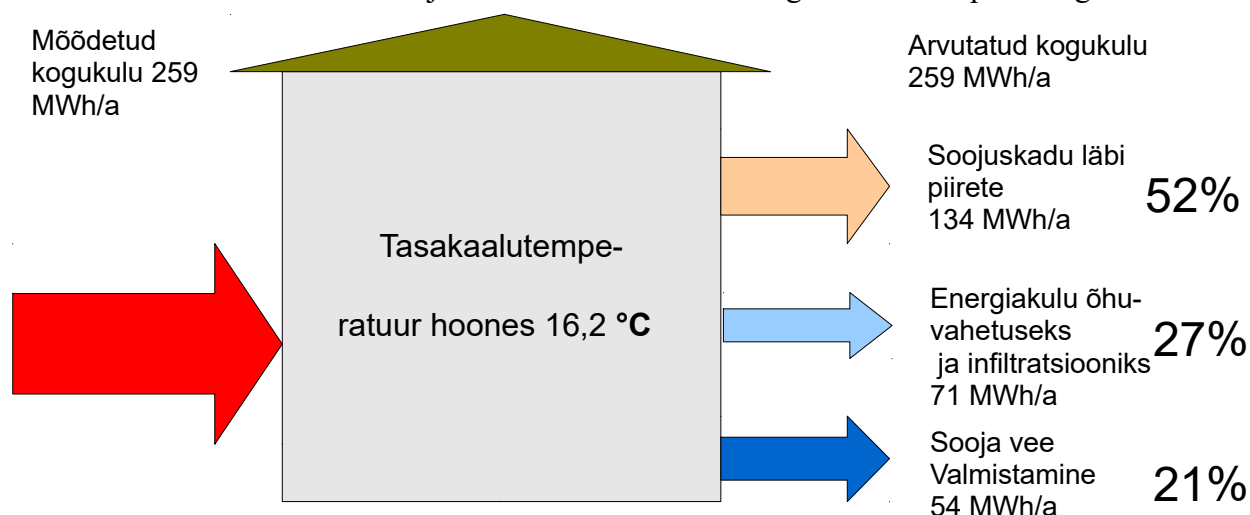 Mõõdetud
kogukulu 259
MWh/a
Tasakaalutempe-
ratuur hoones 16,2 °C
Arvutatud kogukulu
259 MWh/a
Soojuskadu läbi
piirete
134 MWh/a
52%
Energiakulu õhu-
vahetuseks
ja infiltratsiooniks
71 MWh/a
27%
Sooja vee
Valmistamine
54 MWh/a
21%